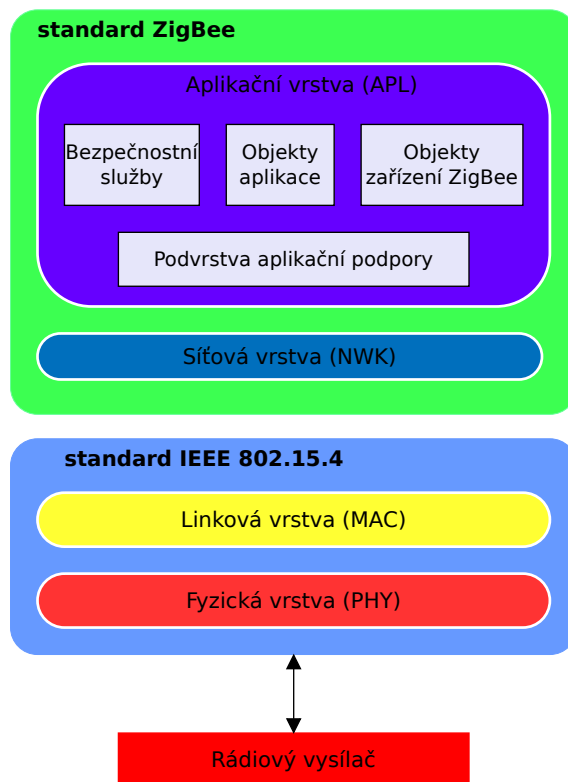 standard ZigBee
Aplikační vrstva (APL)
Bezpečnostní
služby
Objekty
aplikace
Objekty
zařízení ZigBee
Podvrstva aplikační podpory
Síťová vrstva (NWK)
standard IEEE 802.15.4
Linková vrstva (MAC)
Fyzická vrstva (PHY)
Rádiový vysílač